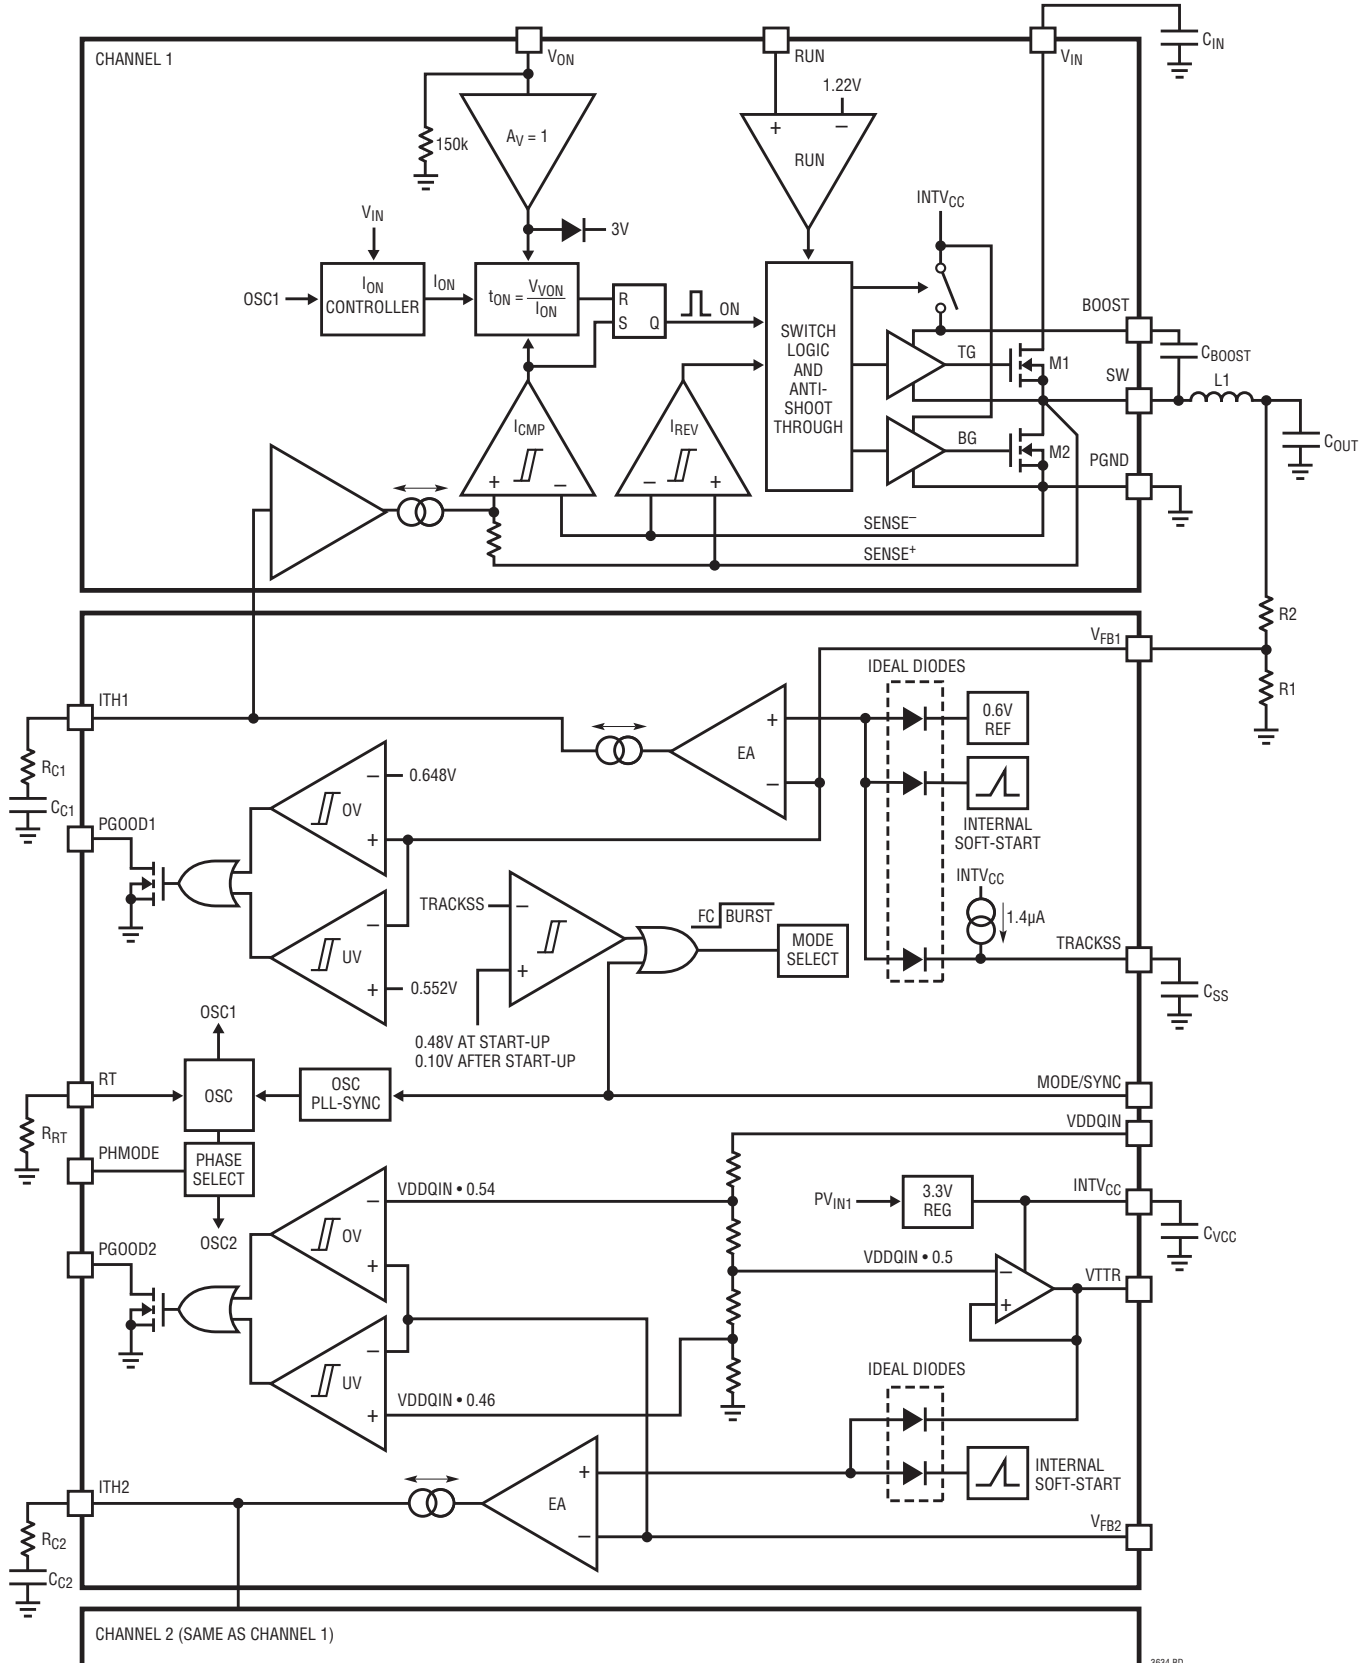 CHANNEL 1
VON
RUN
VIN
CIN
1.22V
150k
AV = 1
+
–
RUN
INTVCC
VIN
3V
OSC1
ION
CONTROLLER
ION
tON = VVON
ION
R
S Q
ON
SWITCH
LOGIC
AND
ANTI-
SHOOT
THROUGH
BOOST
TG
M1
CBOOST
SW
L1
ICMP
IREV
BG
M2
PGND
COUT
+
–
–
+
SENSE–
SENSE+
R2
VFB1
IDEAL DIODES
R1
ITH1
0.6V
REF
+
EA
–
RC1
– 0.648V
OV
+
CC1
PGOOD1
INTERNAL
SOFT-START
INTVCC
1.4µA
TRACKSS
–
FC BURST
MODE
SELECT
TRACKSS
–
UV
+
+ 0.552V
CSS
OSC1
0.48V AT START-UP
0.10V AFTER START-UP
RT
OSC
OSC
PLL-SYNC
MODE/SYNC
VDDQIN
RRT
PHMODE
PHASE
SELECT
VDDQIN • 0.54
–
PVIN1
3.3V
REG
INTVCC
OSC2
OV
CVCC
PGOOD2
+
VDDQIN • 0.5
–
VTTR
+
–
UV
IDEAL DIODES
VDDQIN • 0.46
+
ITH2
+
EA
–
INTERNAL
SOFT-START
RC2
VFB2
CC2
CHANNEL 2 (SAME AS CHANNEL 1)
3634 BD